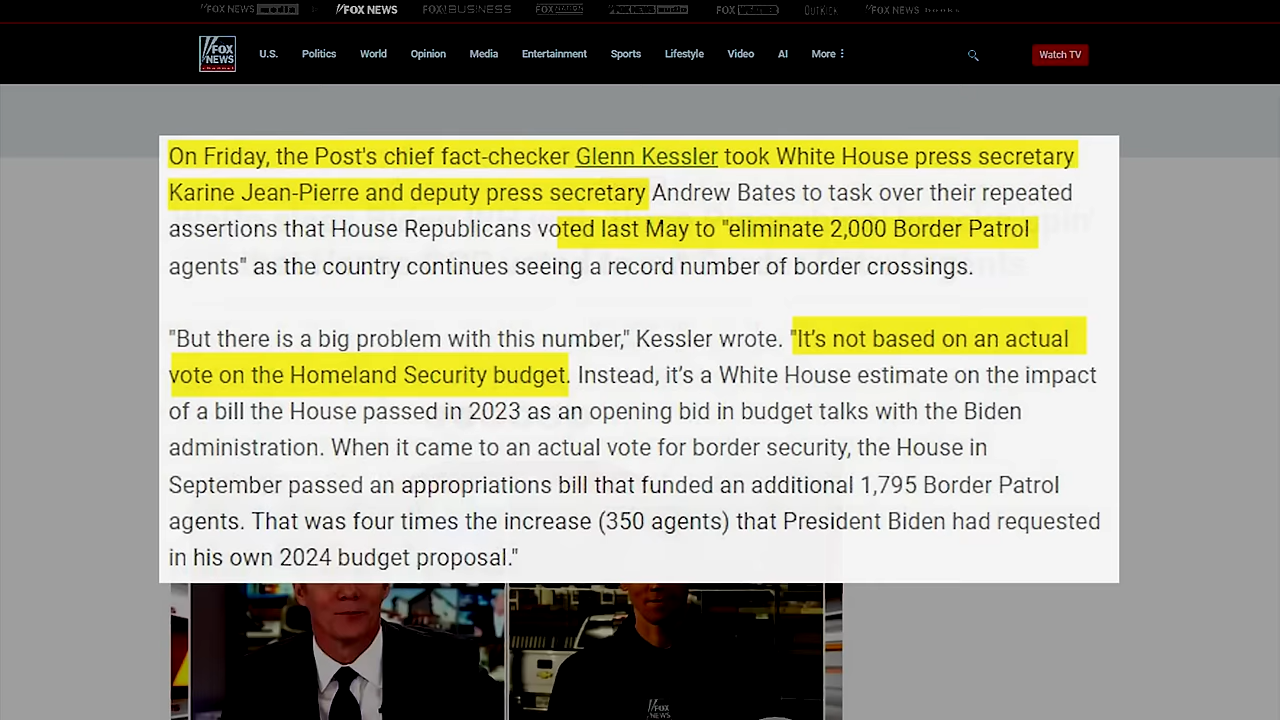 FOX NEWS
FOX BUSINESS
FOX NEWS
FOX WEATHER
OUTKICK
FOX NEWS books
FOX
NEWS
channel
U.S.
Politics
World
Opinion
Media
Entertainment
Sports
Lifestyle
Video
AI
More
Watch TV
On Friday, the Post's chief fact-checker Glenn Kessler took White House press secretary
Karine Jean-Pierre and deputy press secretary Andrew Bates to task over their repeated
assertions that House Republicans voted last May to "eliminate 2,000 Border Patrol
agents" as the country continues seeing a record number of border crossings.
"But there is a big problem with this number," Kessler wrote. "It's not based on an actual
vote on the Homeland Security budget. Instead, it's a White House estimate on the impact
of a bill the House passed in 2023 as an opening bid in budget talks with the Biden
administration. When it came to an actual vote for border security, the House in
September passed an appropriations bill that funded an additional 1,795 Border Patrol
agents. That was four times the increase (350 agents) that President Biden had requested
in his own 2024 budget proposal."
FOX
NEWS